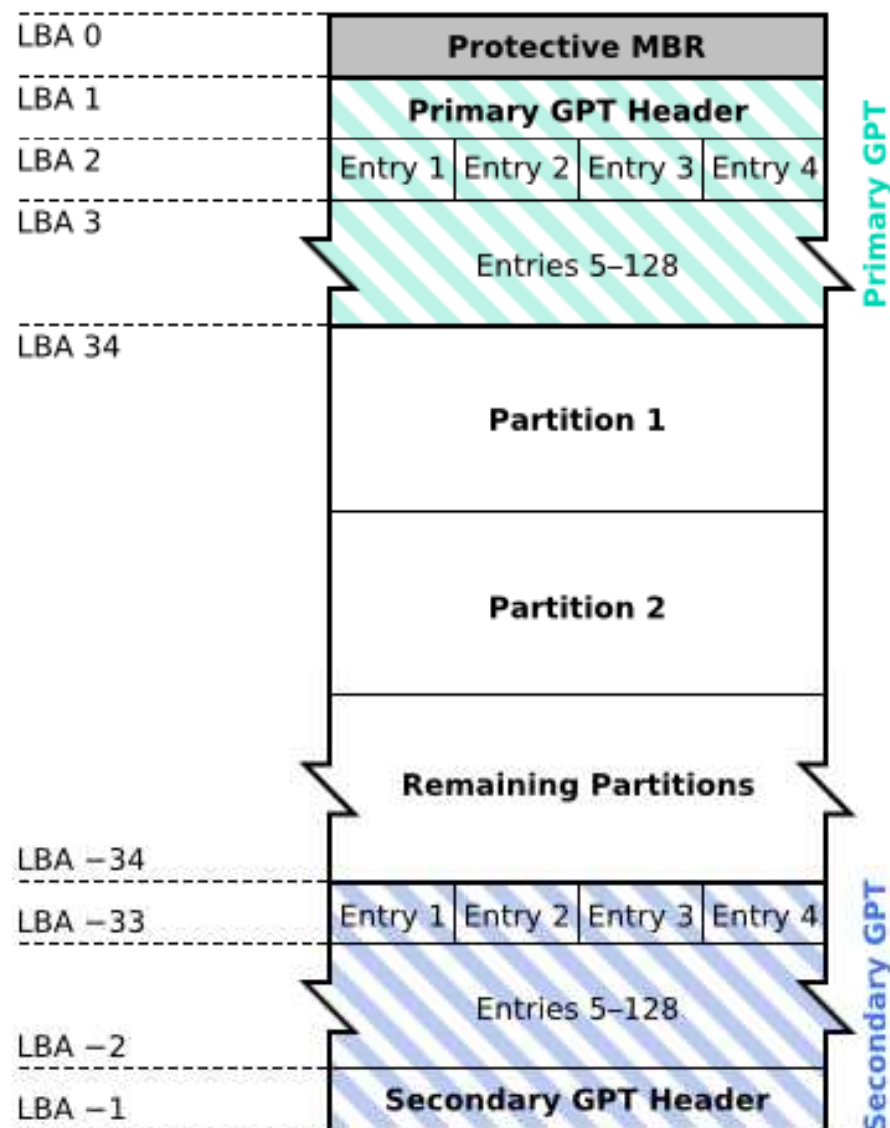 LBA 0
Protective MBR
LBA 1
Primary GPT Header
LBA 2
Entry 1 Entry 2 Entry 3 Entry 4
LBA 3
Entries 5–128
Primary GPT
LBA 34
Partition 1
Partition 2
Remaining Partitions
LBA −34
LBA −33
Entry 1 Entry 2 Entry 3 Entry 4
Entries 5–128
LBA −2
Secondary GPT Header
LBA −1
Secondary GPT